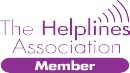 The Helplines
Association
Member